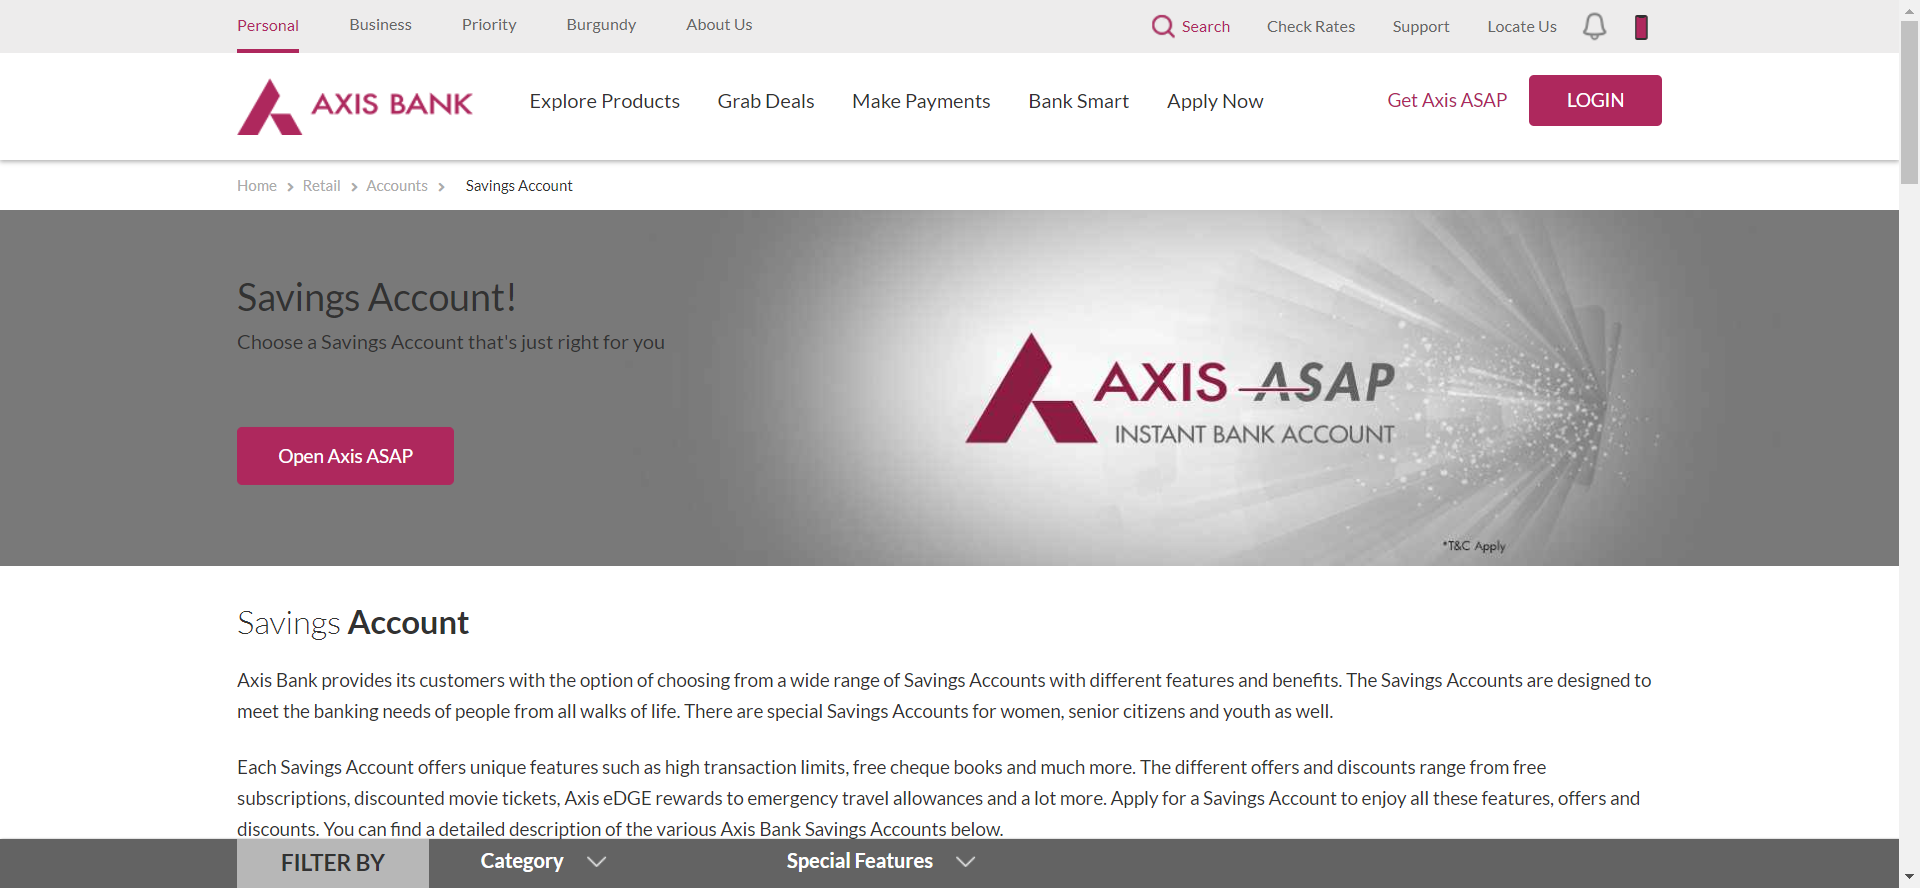 Personal Business Priority Burgundy About Us Search Check Rates Support Locate Us
AXIS BANK Explore Products Grab Deals Make Payments Bank Smart Apply Now Get Axis ASAP LOGIN
Home Retail Accounts Savings Account
Savings Account!
Choose a Savings Account that's just right for you
Open Axis ASAP
AXIS ASAP
INSTANT BANK ACCOUNT
*T&C Apply
Savings Account
Axis Bank provides its customers with the option of choosing from a wide range of Savings Accounts with different features and benefits. The Savings Accounts are designed to
meet the banking needs of people from all walks of life. There are special Savings Accounts for women, senior citizens and youth as well.
Each Savings Account offers unique features such as high transaction limits, free cheque books and much more. The different offers and discounts range from free
subscriptions, discounted movie tickets, Axis eDGE rewards to emergency travel allowances and a lot more. Apply for a Savings Account to enjoy all these features, offers and
discounts. You can find a detailed description of the various Axis Bank Savings Accounts below.
FILTER BY Category Special Features